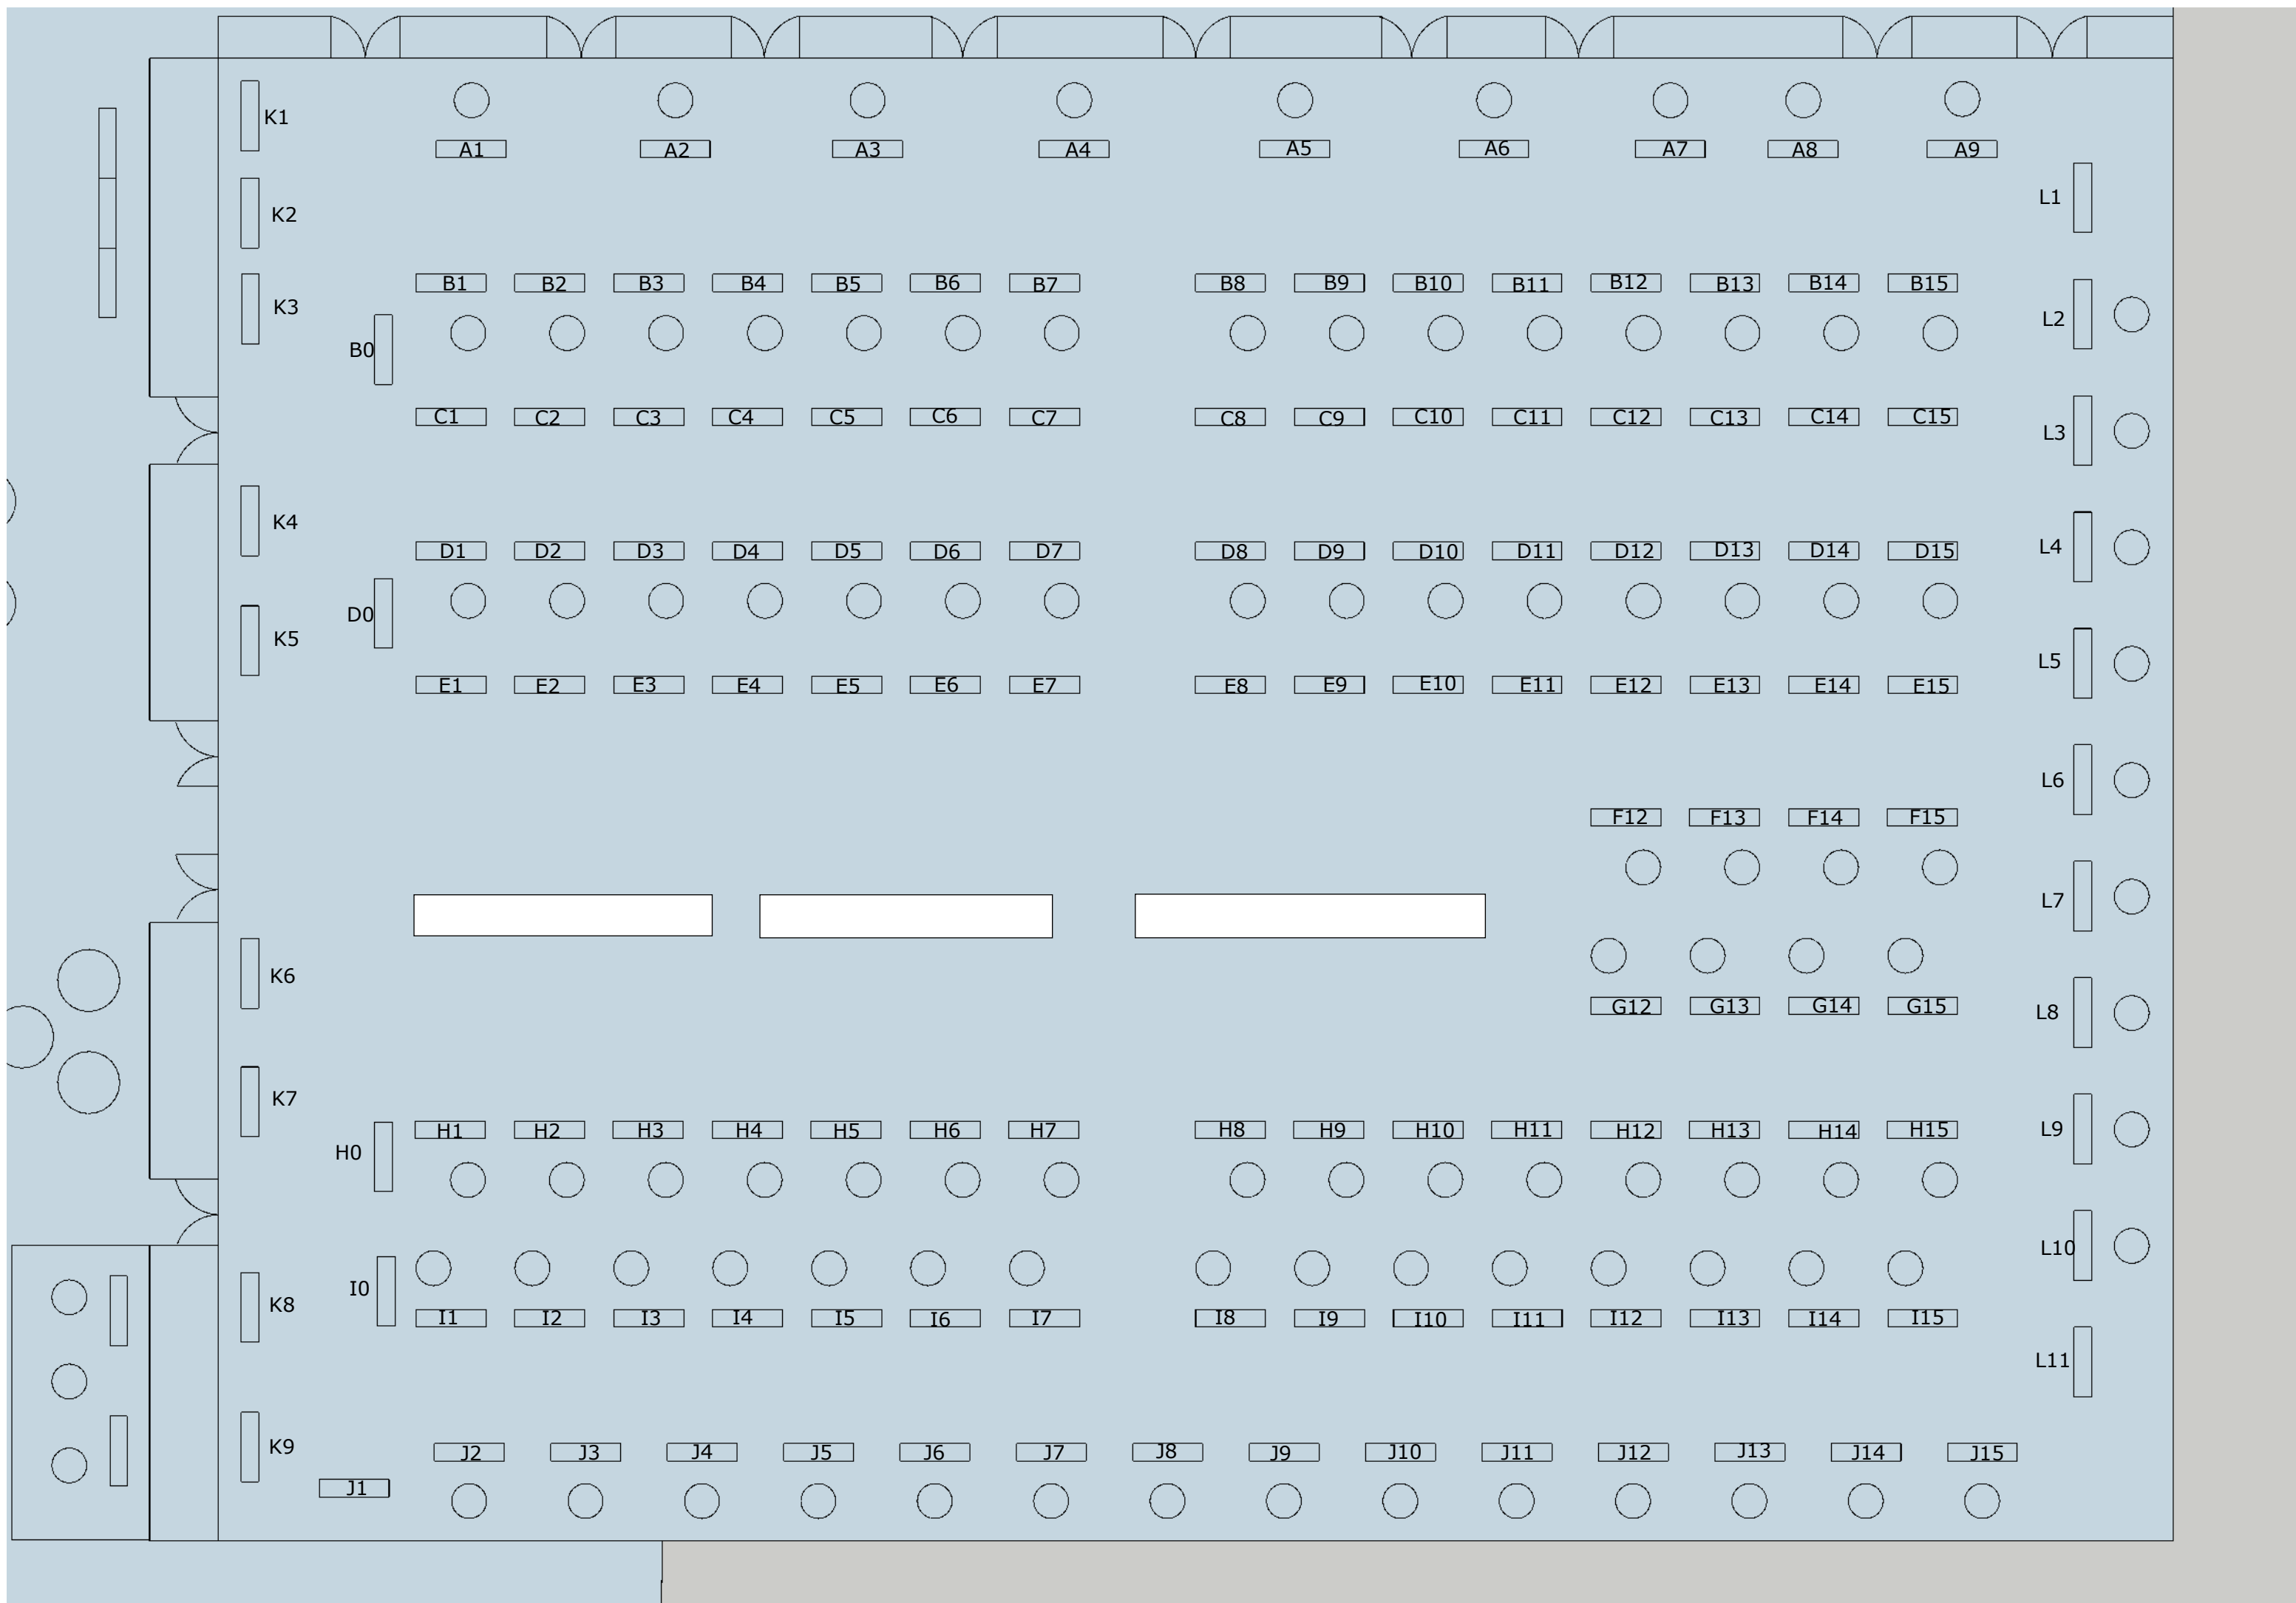 K1
A1 A2 A3 A4 A5 A6 A7 A8 A9
L1
K2
B1 B2 B3 B4 B5 B6 B7 B8 B9 B10 B11 B12 B13 B14 B15
K3
L2
B0
C1 C2 C3 C4 C5 C6 C7 C8 C9 C10 C11 C12 C13 C14 C15
L3
K4
L4
D1 D2 D3 D4 D5 D6 D7 D8 D9 D10 D11 D12 D13 D14 D15
D0
K5
L5
E1 E2 E3 E4 E5 E6 E7 E8 E9 E10 E11 E12 E13 E14 E15
L6
F12 F13 F14 F15
L7
K6
G12 G13 G14 G15
L8
K7
H1 H2 H3 H4 H5 H6 H7 H8 H9 H10 H11 H12 H13 H14 H15
L9
H0
L10
I0
K8
I1 I2 I3 I4 I5 I6 I7 I8 I9 I10 I11 I12 I13 I14 I15
L11
K9
J2 J3 J4 J5 J6 J7 J8 J9 J10 J11 J12 J13 J14 J15
J1